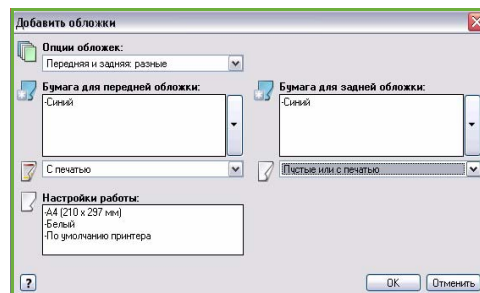 Добавить обложки
Опции обложек:
Передняя и задняя: разные
Бумага для передней обложки:
-Синий
С печатью
Бумага для задней обложки:
-Синий
Пустые или с печатью
Настройки работы:
-A4 (210 x 297 мм)
-Белый
-По умолчанию принтера
?
OK
Отменить